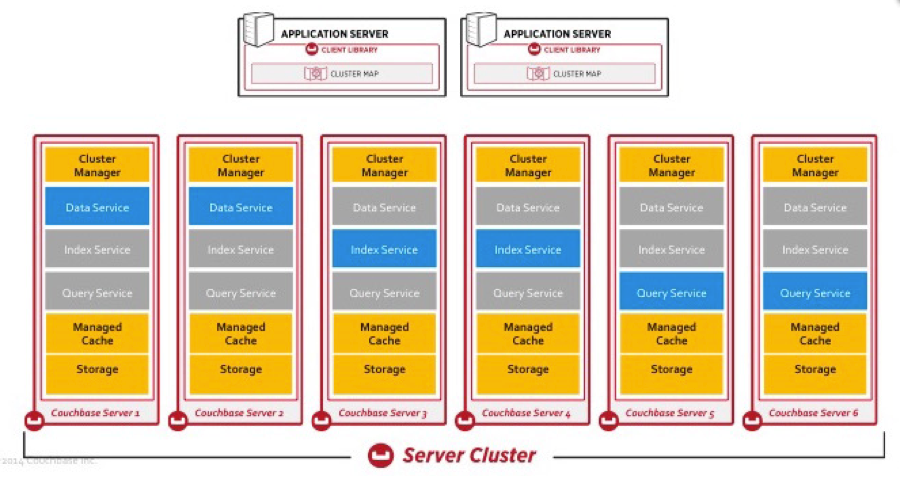 APPLICATION SERVER
CLIENT LIBRARY
CLUSTER MAP
APPLICATION SERVER
CLIENT LIBRARY
CLUSTER MAP
Cluster
Manager
Data Service
Index Service
Query Service
Managed
Cache
Storage
Couchbase Server 1
Cluster
Manager
Data Service
Index Service
Query Service
Managed
Cache
Storage
Couchbase Server 2
Cluster
Manager
Data Service
Index Service
Query Service
Managed
Cache
Storage
Couchbase Server 3
Cluster
Manager
Data Service
Index Service
Query Service
Managed
Cache
Storage
Couchbase Server 4
Cluster
Manager
Data Service
Index Service
Query Service
Managed
Cache
Storage
Couchbase Server 5
Cluster
Manager
Data Service
Index Service
Query Service
Managed
Cache
Storage
Couchbase Server 6
Server Cluster
2014 Couchbase Inc.